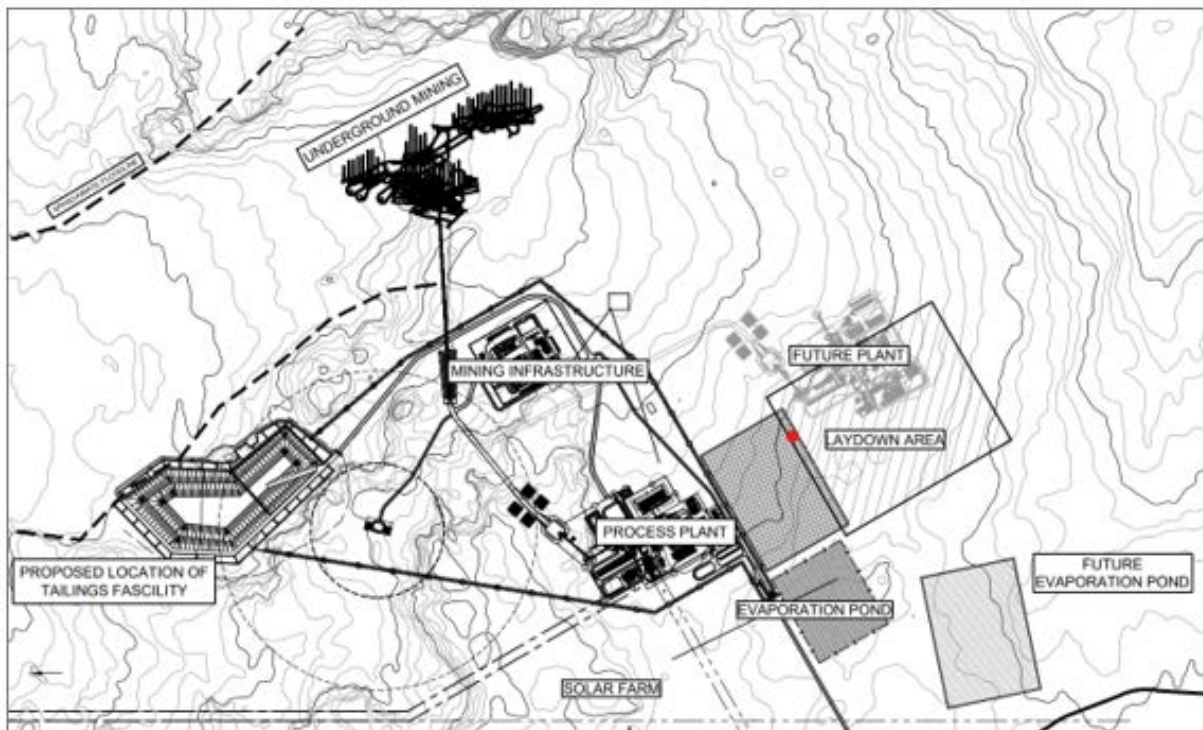 UNDERGROUND MINING
FLOODLINE
MINING INFRASTRUCTURE
FUTURE PLANT
LAYDOWN AREA
PROCESS PLANT
PROPOSED LOCATION OF
TAILINGS FASCILITY
EVAPORATION POND
FUTURE
EVAPORATION POND
SOLAR FARM